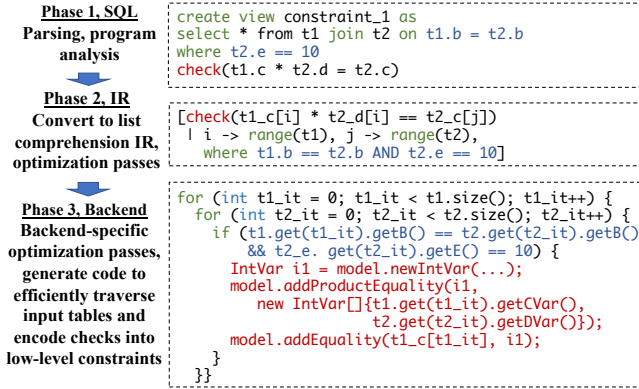 Phase 1, SQL
Parsing, program
analysis
create view constraint_1 as
select * from t1 join t2 on t1.b = t2.b
where t2.e == 10
check(t1.c * t2.d = t2.c)
Phase 2, IR
Convert to list
comprehension IR,
optimization passes
[check(t1_c[i] * t2_d[i] == t2_c[j])
| i -> range(t1), j -> range(t2),
where t1.b == t2.b AND t2.e == 10]
Phase 3, Backend
Backend-specific
optimization passes,
generate code to
efficiently traverse
input tables and
encode checks into
low-level constraints
for (int t1_it = 0; t1_it < t1.size(); t1_it++) {
for (int t2_it = 0; t2_it < t2.size(); t2_it++) {
if (t1.get(t1_it).getB() == t2.get(t2_it).getB()
&& t2_e. get(t2_it).getE() == 10) {
IntVar i1 = model.newIntVar(...);
model.addProductEquality(i1,
new IntVar[]{t1.get(t1_it).getCVar(),
t2.get(t2_it).getDVar()});
model.addEquality(t1_c[t1_it], i1);
}
}}